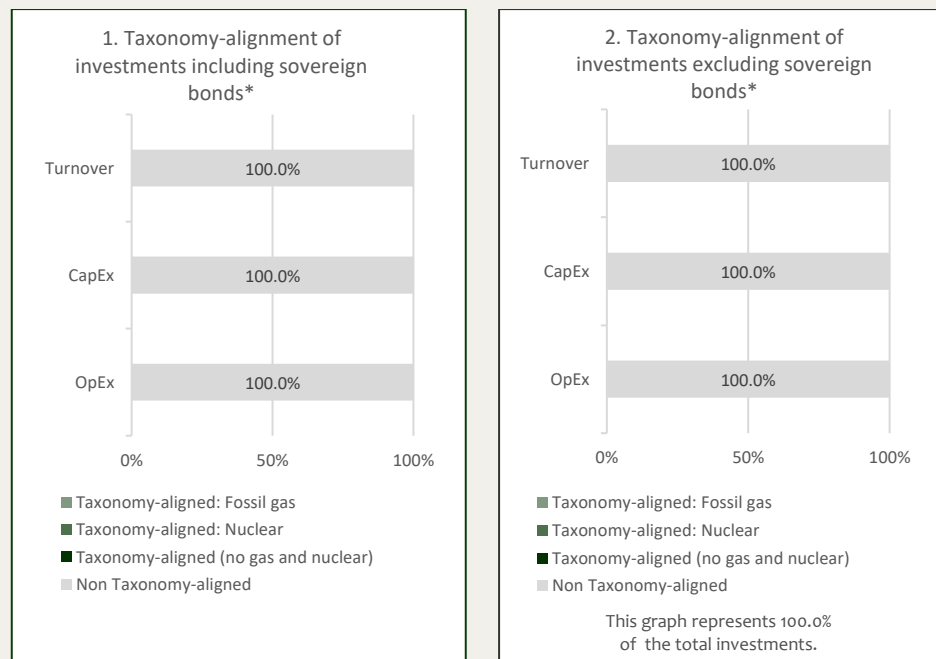 1. Taxonomy-alignment of
investments including sovereign
bonds*
Turnover
100.0%
CapEx
100.0%
OpEx
100.0%
0%
50%
100%
Taxonomy-aligned: Fossil gas
Taxonomy-aligned: Nuclear
Taxonomy-aligned (no gas and nuclear)
Non Taxonomy-aligned
2. Taxonomy-alignment of
investments excluding sovereign
bonds*
Turnover
100.0%
CapEx
100.0%
OpEx
100.0%
0%
50%
100%
Taxonomy-aligned: Fossil gas
Taxonomy-aligned: Nuclear
Taxonomy-aligned (no gas and nuclear)
Non Taxonomy-aligned
This graph represents 100.0%
of the total investments.